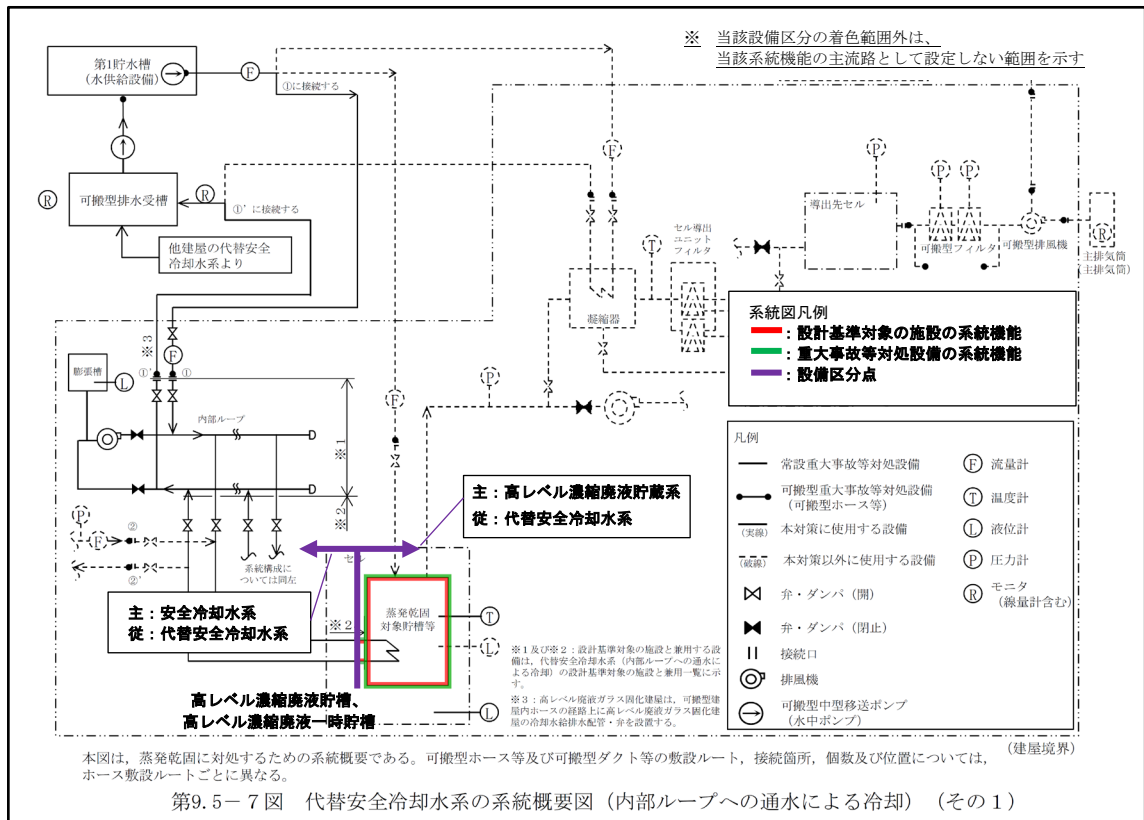 ※　当該設備区分の着色範囲外は、
当該系統機能の主流路として設定しない範囲を示す
第1貯水槽
(水供給設備)
F
①に接続する
F
P
P
P
R
可搬型排水受槽
R
①’に接続する
他建屋の代替安全
冷却水系より
導出先セル
可搬型フィルタ
可搬型排風機
R
主排気筒
(主排気筒)
セル導出
ユニット
フィルタ
T
凝縮器
系統図凡例
：設計基準対象の施設の系統機能
：重大事故等対処設備の系統機能
：設備区分点
※3
F
①’
①
膨張槽
L
内部ループ
※1
※2
P
F
F
P
②
②’
系統構成に
ついては同左
主：高レベル濃縮廃液貯蔵系
従：代替安全冷却水系
セル
主：安全冷却水系
従：代替安全冷却水系
※2
蒸発乾固
対象貯槽等
T
L
L
高レベル濃縮廃液貯槽、
高レベル濃縮廃液一時貯槽
※1及び※2：設計基準対象の施設と兼用する設
備は，代替安全冷却水系（内部ループへの通水に
よる冷却）の設計基準対象の施設と兼用一覧に示
す。
※3：高レベル廃液ガラス固化建屋は，可搬型建
屋内ホースの経路上に高レベル廃液ガラス固化建
屋の冷却水給排水配管・弁を設置する。
凡例
常設重大事故等対処設備
可搬型重大事故等対処設備
(可搬型ホース等)
(実線)
本対策に使用する設備
(破線)
本対策以外に使用する設備
弁・ダンパ（開）
弁・ダンパ（閉止）
接続口
排風機
可搬型中型移送ポンプ
(水中ポンプ)
F 流量計
T 温度計
L 液位計
P 圧力計
R モニタ
(線量計含む)
(建屋境界)
本図は，蒸発乾固に対処するための系統概要である。可搬型ホース等及び可搬型ダクト等の敷設ルート，接続箇所，個数及び位置については，
ホース敷設ルートごとに異なる。
第9.5－7図　代替安全冷却水系の系統概要図（内部ループへの通水による冷却）（その1）